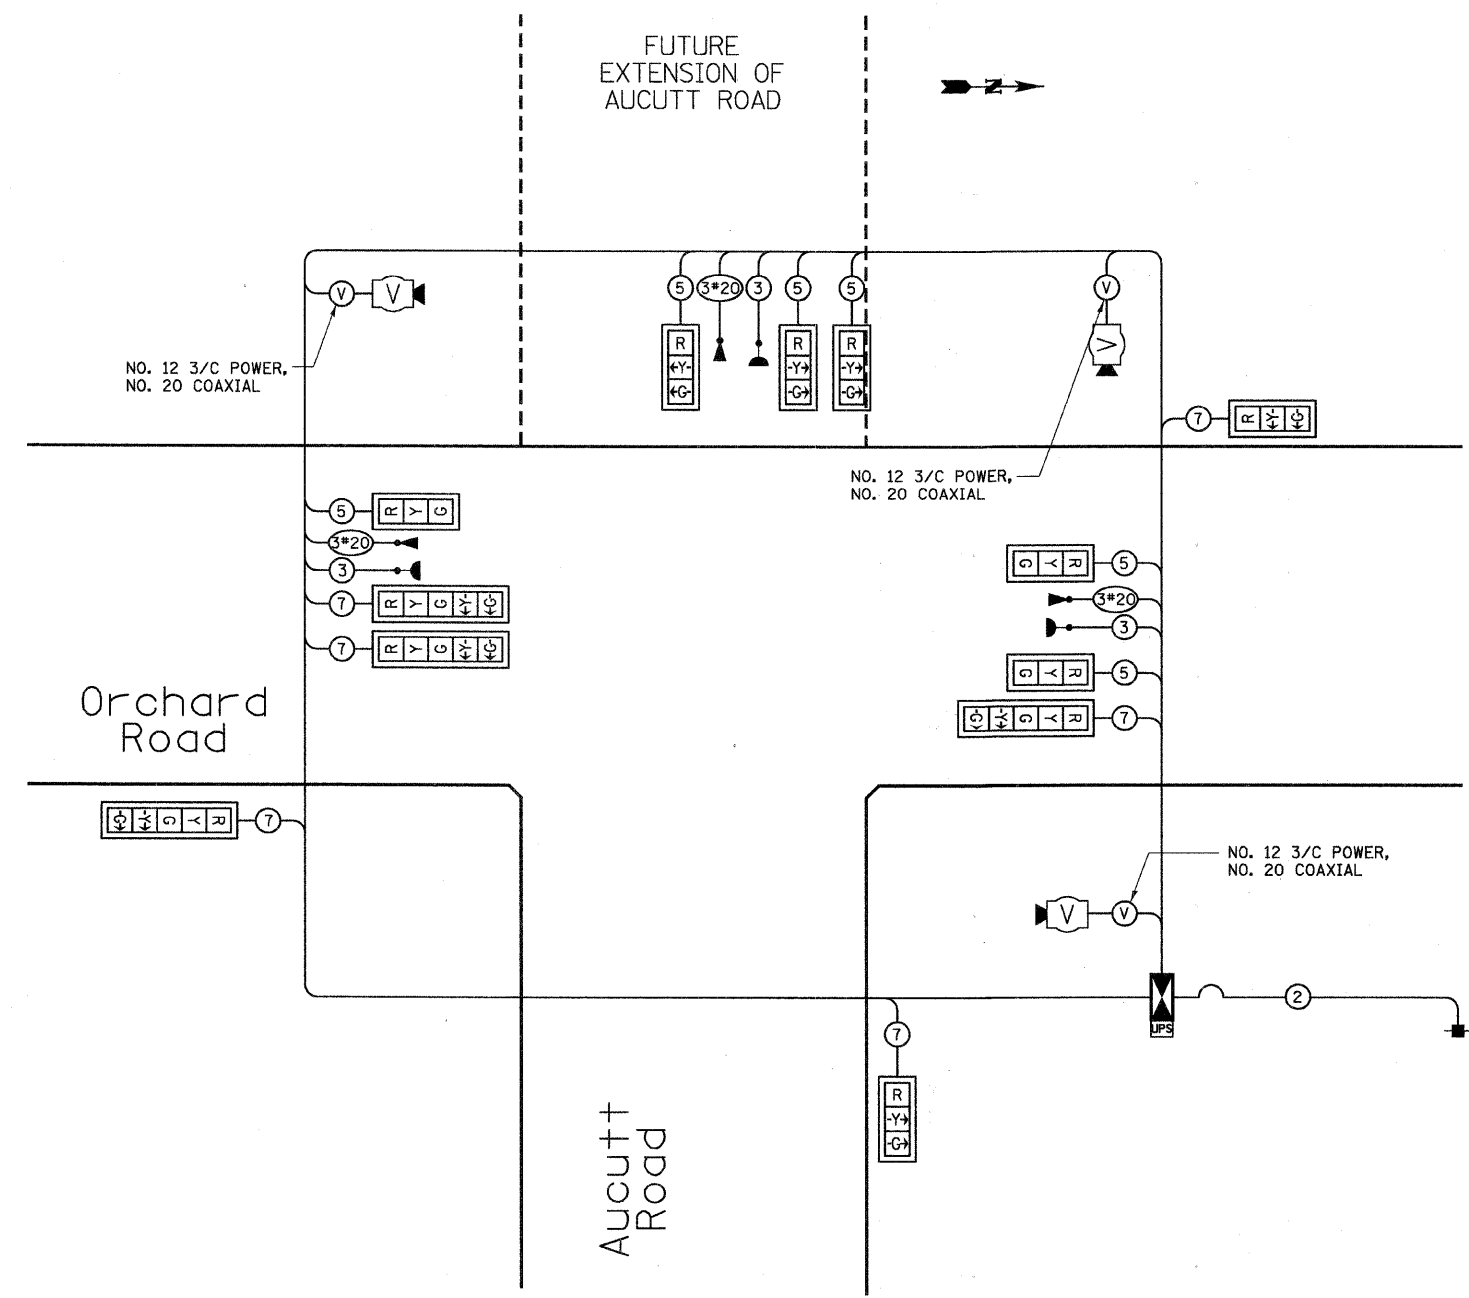 FUTURE
EXTENSION OF
AUCUTT ROAD
N
V V
NO. 12 3/C POWER,
NO. 20 COAXIAL
5 3#20 3 5 5
R R R
←Y- -Y→ -Y→
←G- -G→ -G→
V
V
7 R ←Y- ←G-
NO. 12 3/C POWER,
NO. 20 COAXIAL
5 R Y G
3#20
3
7 R Y G ←Y- ←G-
7 R Y G ←Y- ←G-
G Y R 5
3#20
3
G Y R 5
←G- ←Y- G Y R 7
Orchard
Road
-G→ -Y→ G Y R 7
NO. 12 3/C POWER,
NO. 20 COAXIAL
V V
2
UPS
7
R
-Y→
-G→
Aucutt
Road